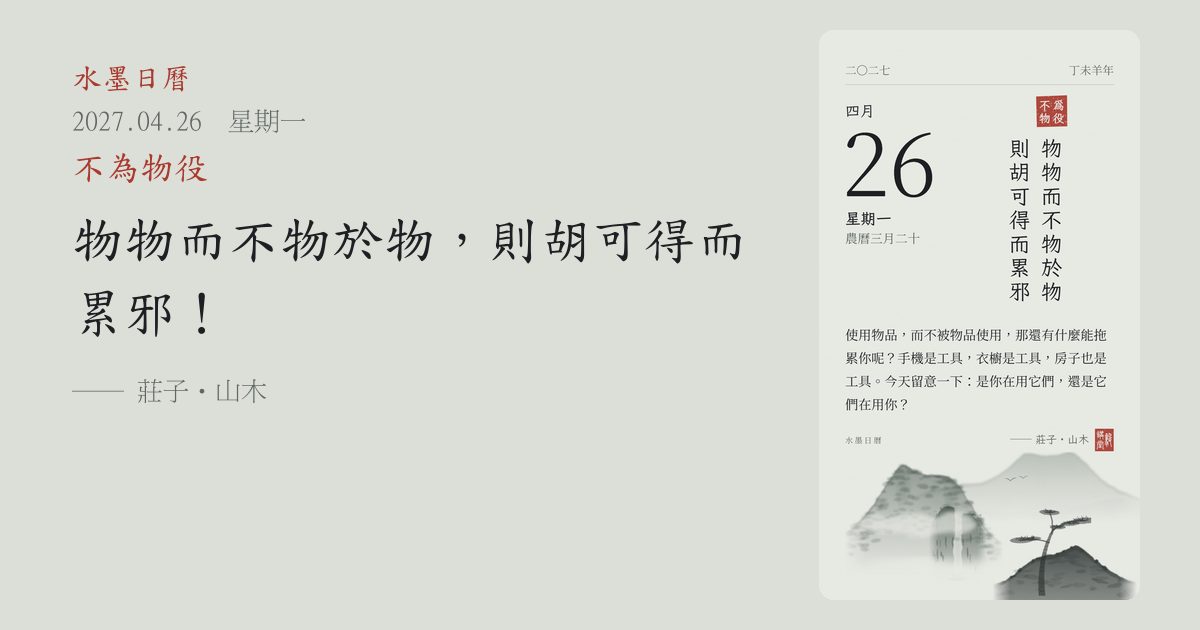 水墨日曆
2027.04.26 星期一
不為物役
物物而不物於物，則胡可得而
累邪！
—— 莊子・山木
二〇二七
丁未羊年
四月
26
星期一
農曆三月二十
為役
不物
物物而不物於物
則胡可得而累邪
使用物品，而不被物品使用，那還有什麼能拖
累你呢？手機是工具，衣櫥是工具，房子也是
工具。今天留意一下：是你在用它們，還是它
們在用你？
水墨日曆
—— 莊子・山木